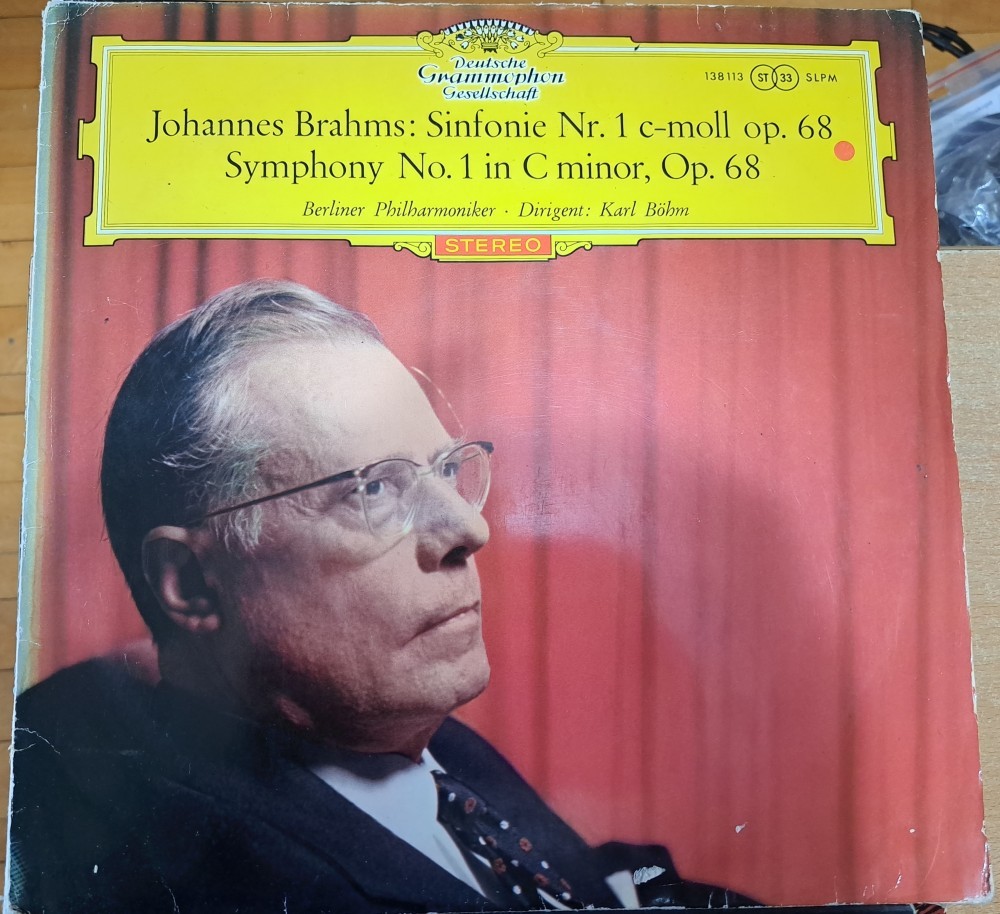 Deutsche
Grammophon
Gesellschaft
138113 ST 33 SLPM
Johannes Brahms: Sinfonie Nr. 1 c-moll op. 68
Symphony No. 1 in C minor, Op. 68
Berliner Philharmoniker · Dirigent: Karl Böhm
STEREO